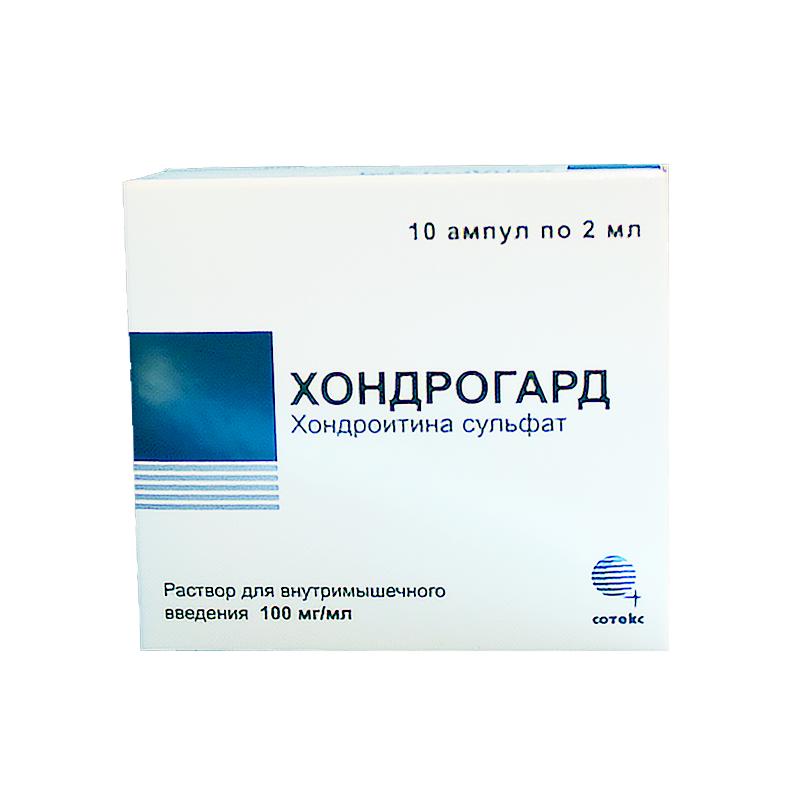 10 ампул по 2 мл
ХОНДРОГАРД
Хондроитина сульфат
Раствор для внутримышечного
введения 100 мг/мл
сотекс